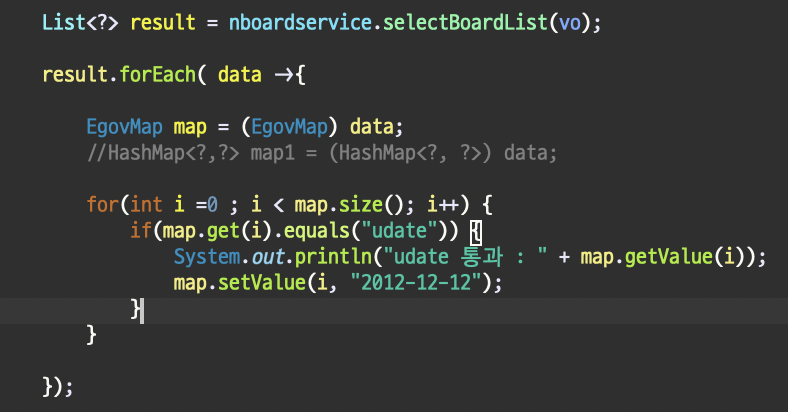 List<?> result = nboardservice.selectBoardList(vo);
result.forEach( data ->{
EgovMap map = (EgovMap) data;
//HashMap<?,?> map1 = (HashMap<?, ?>) data;
for(int i =0 ; i < map.size(); i++) {
if(map.get(i).equals("udate")) {
System.out.println("udate 통과 : " + map.getValue(i));
map.setValue(i, "2012-12-12");
}
}
});